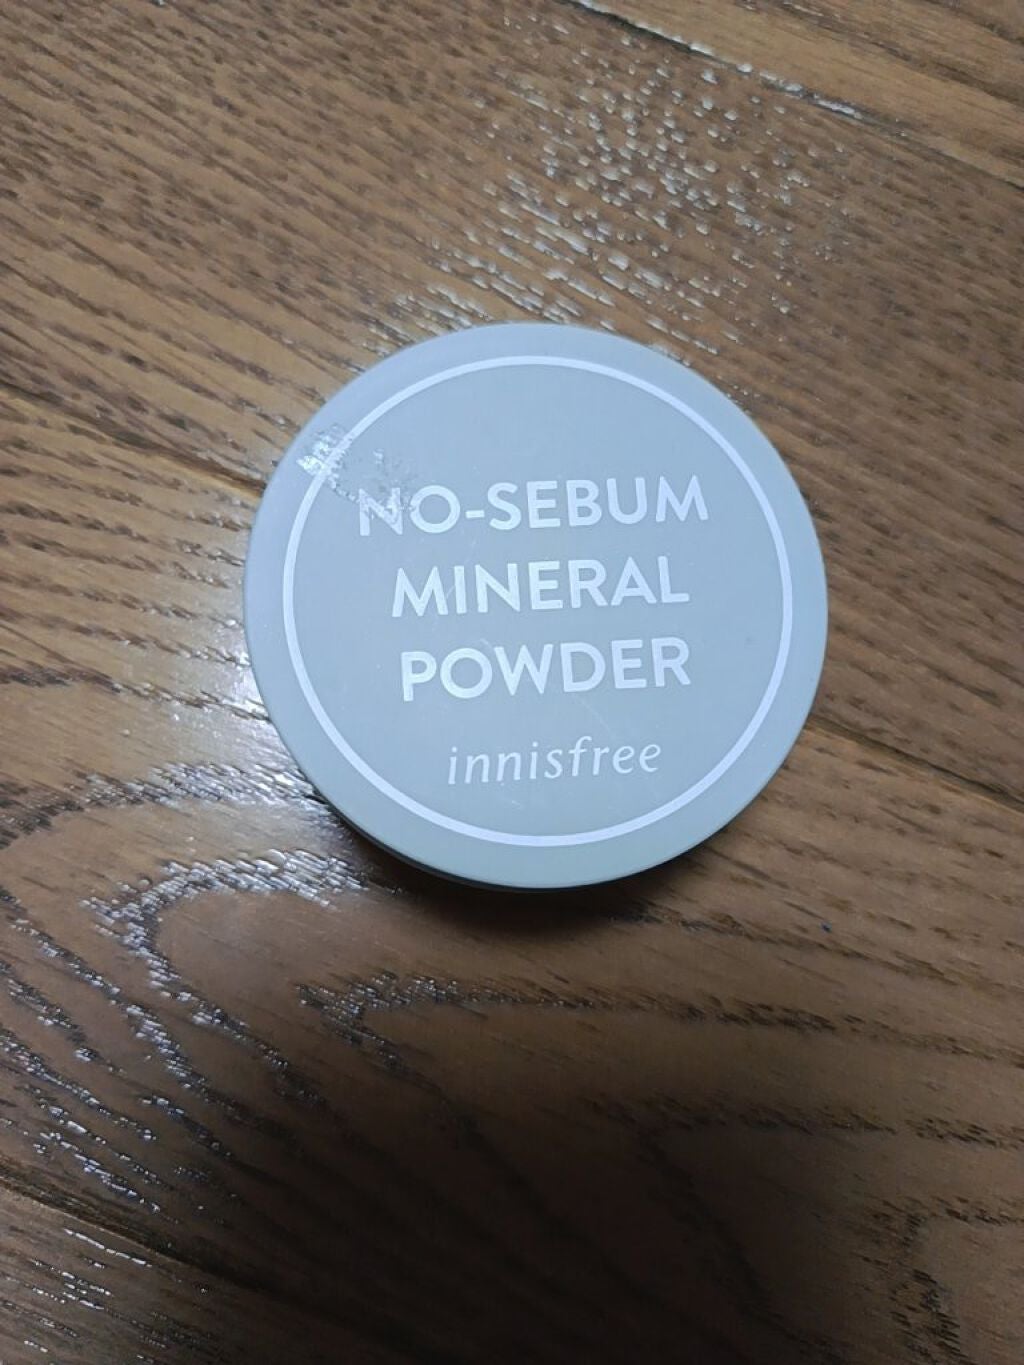 NO-SEBUM
MINERAL
POWDER
innisfree